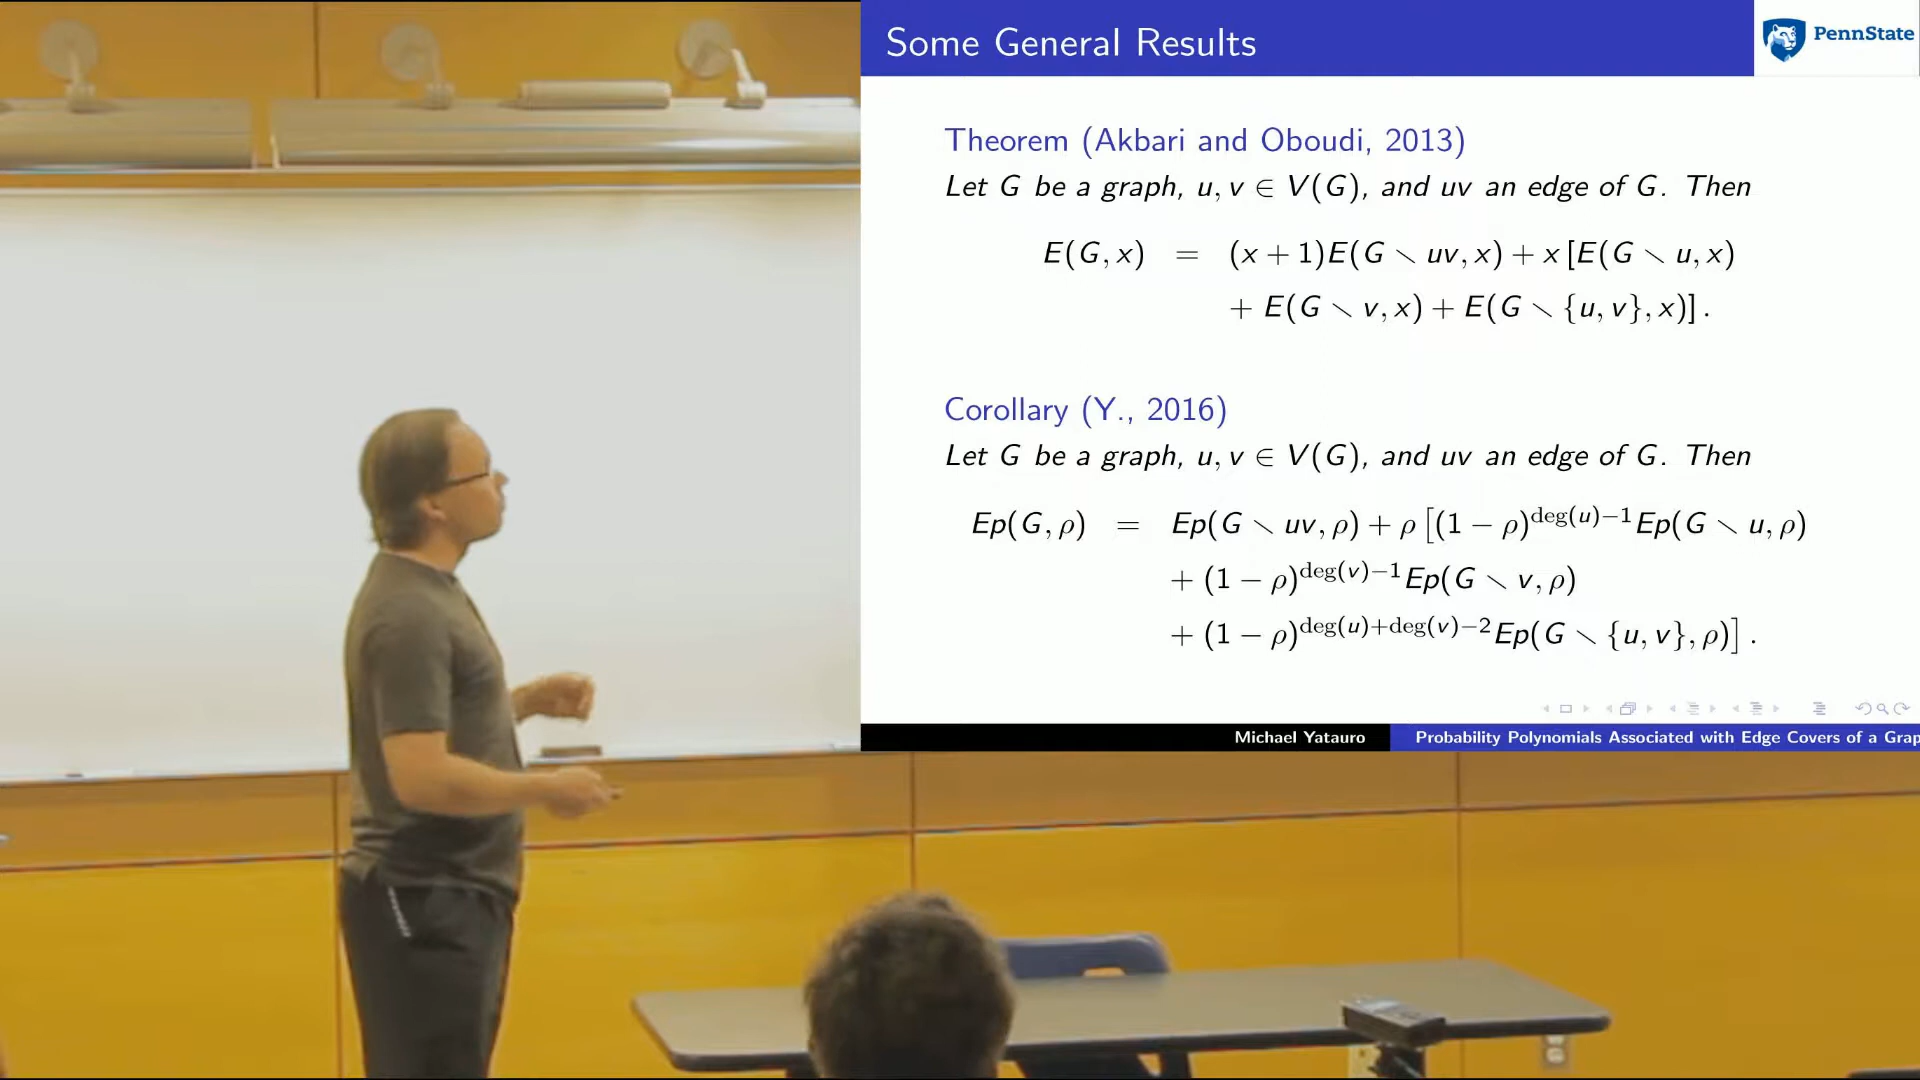 Some General Results
PennState
Theorem (Akbari and Oboudi, 2013)
Let G be a graph, u, v ∈ V(G), and uv an edge of G. Then
E(G, x) = (x + 1)E(G ∖ uv, x) + x [E(G ∖ u, x)
+ E(G ∖ v, x) + E(G ∖ {u, v}, x)] .
Corollary (Y., 2016)
Let G be a graph, u, v ∈ V(G), and uv an edge of G. Then
Ep(G, ρ) = Ep(G ∖ uv, ρ) + ρ [(1 − ρ)^{deg(u)−1} Ep(G ∖ u, ρ)
+ (1 − ρ)^{deg(v)−1} Ep(G ∖ v, ρ)
+ (1 − ρ)^{deg(u)+deg(v)−2} Ep(G ∖ {u, v}, ρ)] .
Michael Yatauro
Probability Polynomials Associated with Edge Covers of a Grap